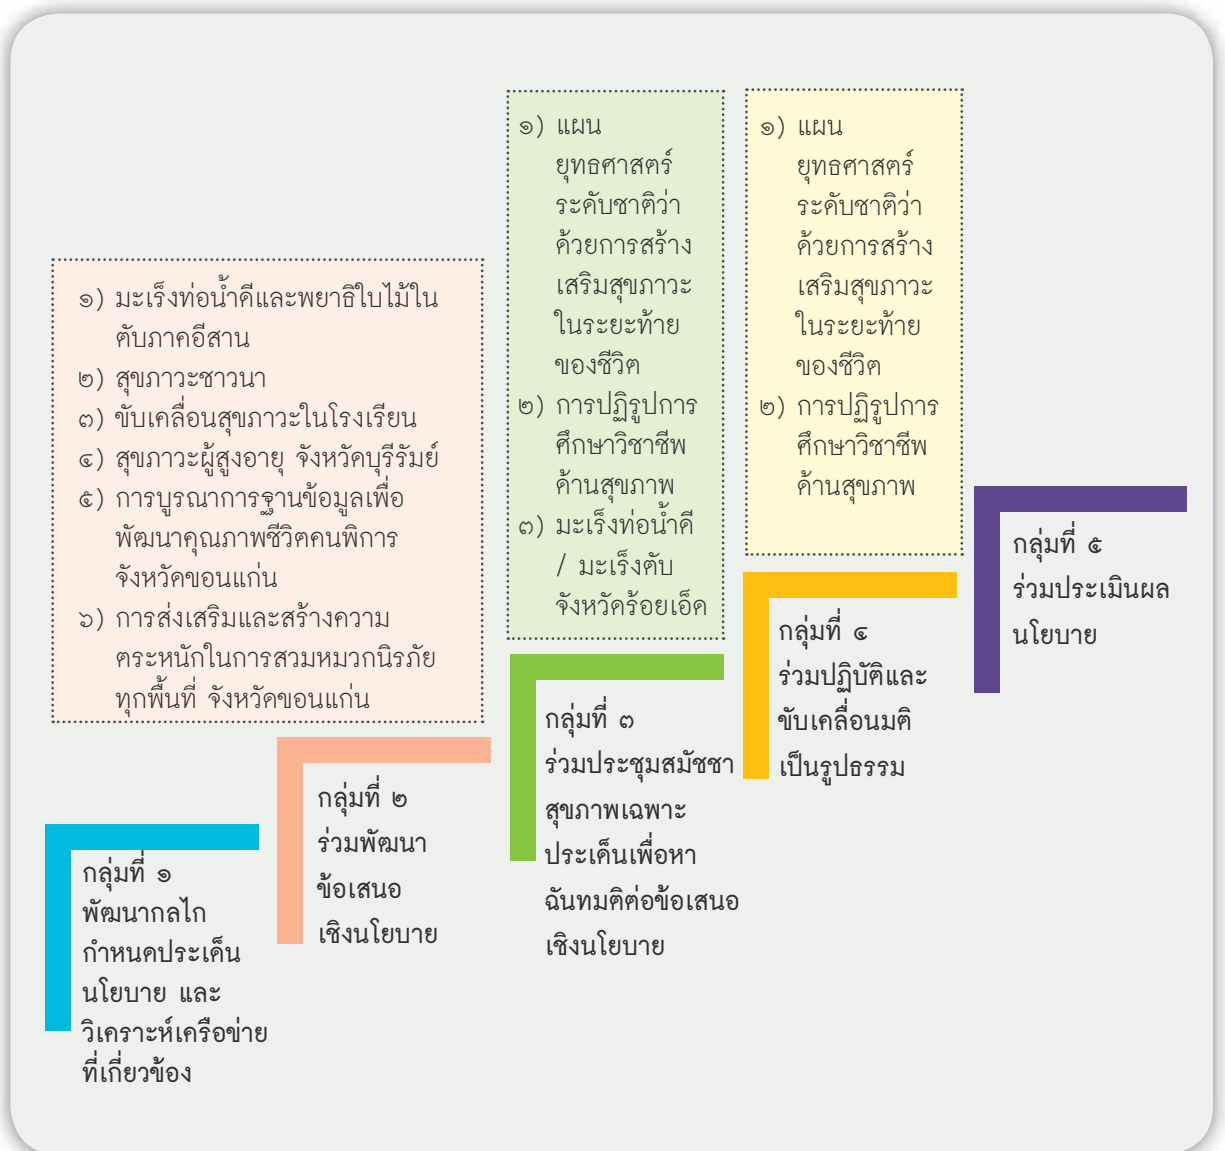 ๑) มะเร็งท่อน้ำดีและพยาธิใบไม้ใน
ตับภาคอีสาน
๒) สุขภาวะชาวนา
๓) ขับเคลื่อนสุขภาวะในโรงเรียน
๔) สุขภาวะผู้สูงอายุ จังหวัดบุรีรัมย์
๕) การบูรณาการฐานข้อมูลเพื่อ
พัฒนาคุณภาพชีวิตคนพิการ
จังหวัดขอนแก่น
๖) การส่งเสริมและสร้างความ
ตระหนักในการสวมหมวกนิรภัย
ทุกพื้นที่ จังหวัดขอนแก่น
๑) แผน
ยุทธศาสตร์
ระดับชาติว่า
ด้วยการสร้าง
เสริมสุขภาวะ
ในระยะท้าย
ของชีวิต
๒) การปฏิรูปการ
ศึกษาวิชาชีพ
ด้านสุขภาพ
๓) มะเร็งท่อน้ำดี
/ มะเร็งตับ
จังหวัดร้อยเอ็ด
๑) แผน
ยุทธศาสตร์
ระดับชาติว่า
ด้วยการสร้าง
เสริมสุขภาวะ
ในระยะท้าย
ของชีวิต
๒) การปฏิรูปการ
ศึกษาวิชาชีพ
ด้านสุขภาพ
กลุ่มที่ ๑
พัฒนากลไก
กำหนดประเด็น
นโยบาย และ
วิเคราะห์เครือข่าย
ที่เกี่ยวข้อง
กลุ่มที่ ๒
ร่วมพัฒนา
ข้อเสนอ
เชิงนโยบาย
กลุ่มที่ ๓
ร่วมประชุมสมัชชา
สุขภาพเฉพาะ
ประเด็นเพื่อหา
ฉันทมติต่อข้อเสนอ
เชิงนโยบาย
กลุ่มที่ ๔
ร่วมปฏิบัติและ
ขับเคลื่อนมติ
เป็นรูปธรรม
กลุ่มที่ ๕
ร่วมประเมินผล
นโยบาย